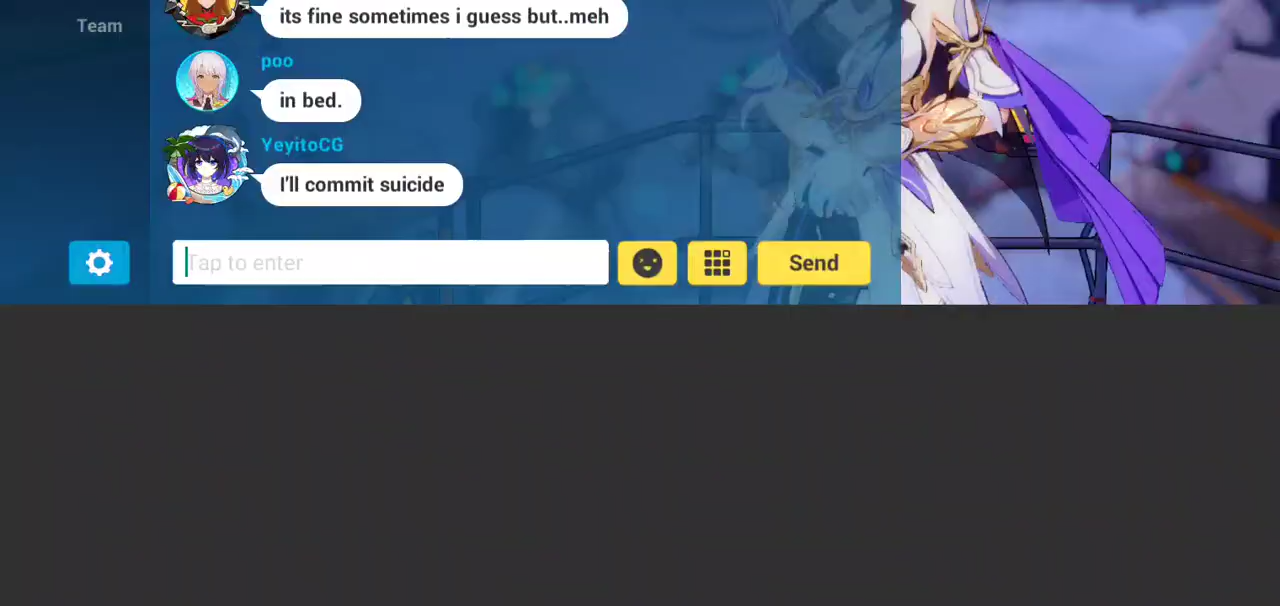 Team
its fine sometimes i guess but..meh
poo
in bed.
YeyitoCG
I'll commit suicide
Tap to enter
Send